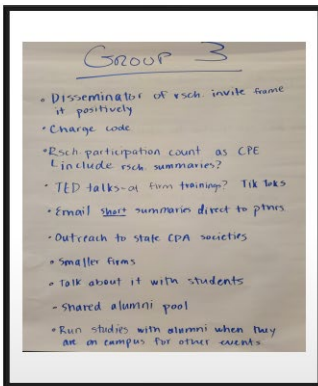 GROUP 3
• Disseminator of rsch. invite frame
it positively
• Charge code
• Rsch. participation count as CPE
↳ include rsch. summaries?
• TED talks-at firm trainings? Tik Toks
• Email short summaries direct to ptnrs.
• Outreach to state CPA societies
• Smaller firms
• Talk about it with students
- Shared alumni pool
• Run studies with alumni when they
are on campus for other events